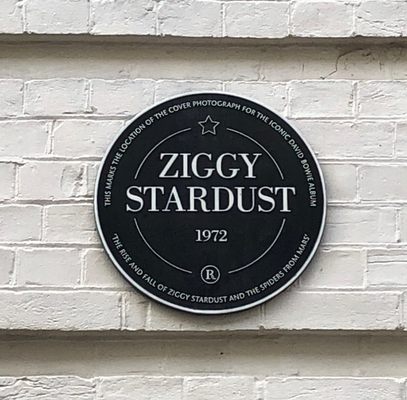 THIS MARKS THE LOCATION OF THE COVER PHOTOGRAPH FOR THE ICONIC DAVID BOWIE ALBUM
ZIGGY
STARDUST
1972
R
'THE RISE AND FALL OF ZIGGY STARDUST AND THE SPIDERS FROM MARS'